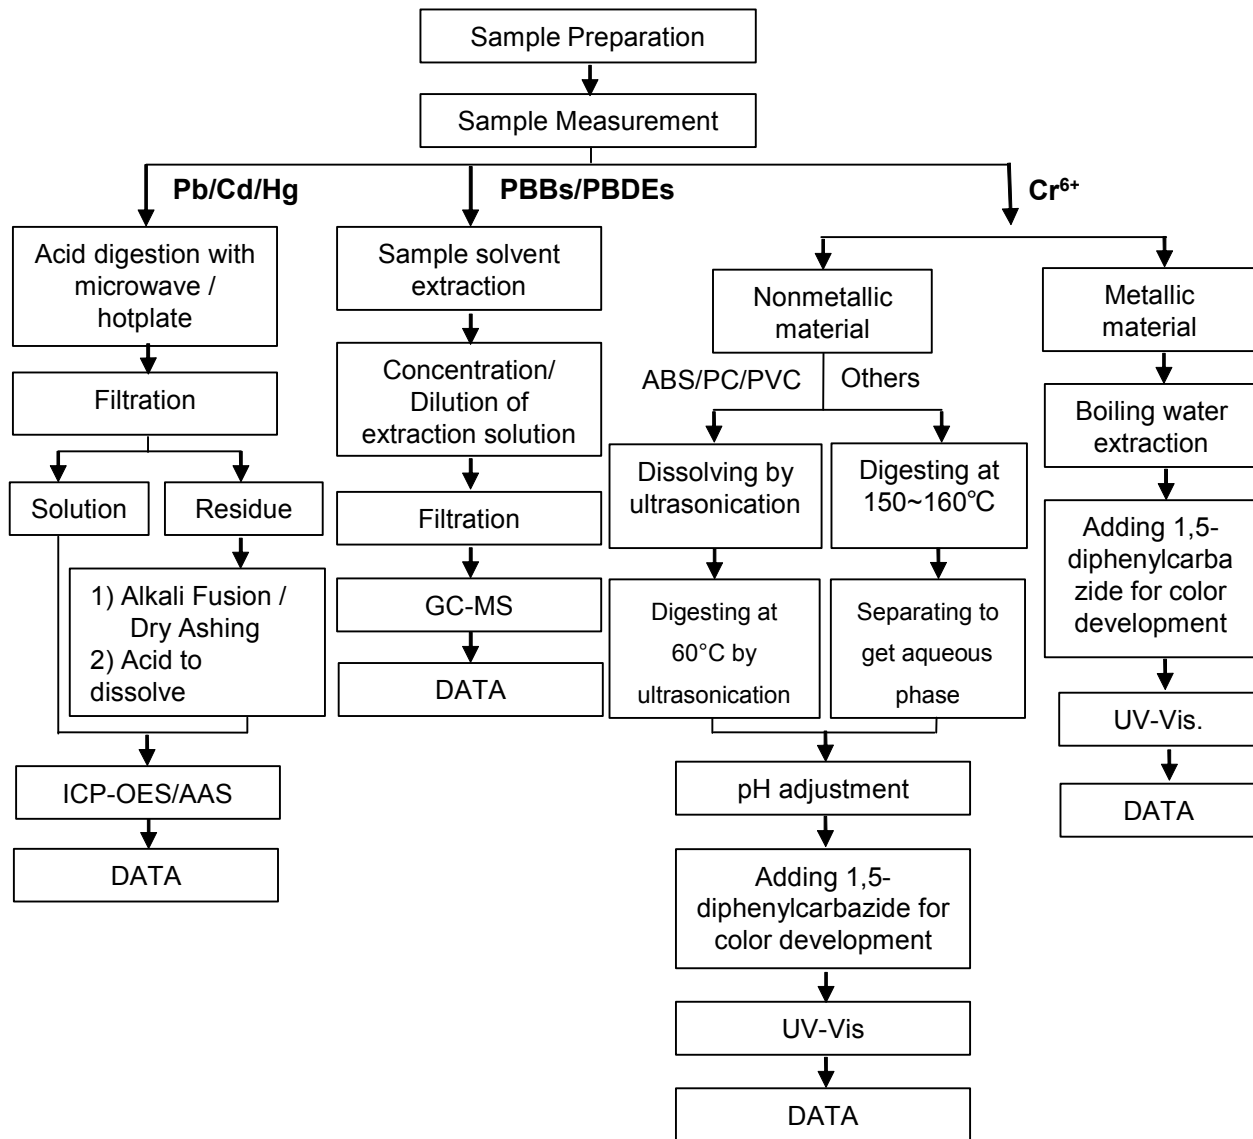 Sample Preparation
Sample Measurement
Pb/Cd/Hg
PBBs/PBDEs
Cr⁶⁺
Acid digestion with
microwave /
hotplate
Filtration
Solution
Residue
1) Alkali Fusion /
Dry Ashing
2) Acid to
dissolve
ICP-OES/AAS
DATA
Sample solvent
extraction
Concentration/
Dilution of
extraction solution
Filtration
GC-MS
DATA
Nonmetallic
material
ABS/PC/PVC
Others
Dissolving by
ultrasonication
Digesting at
60°C by
ultrasonication
Digesting at
150~160℃
Separating to
get aqueous
phase
pH adjustment
Adding 1,5-
diphenylcarbazide for
color development
UV-Vis
DATA
Metallic
material
Boiling water
extraction
Adding 1,5-
diphenylcarba
zide for color
development
UV-Vis.
DATA